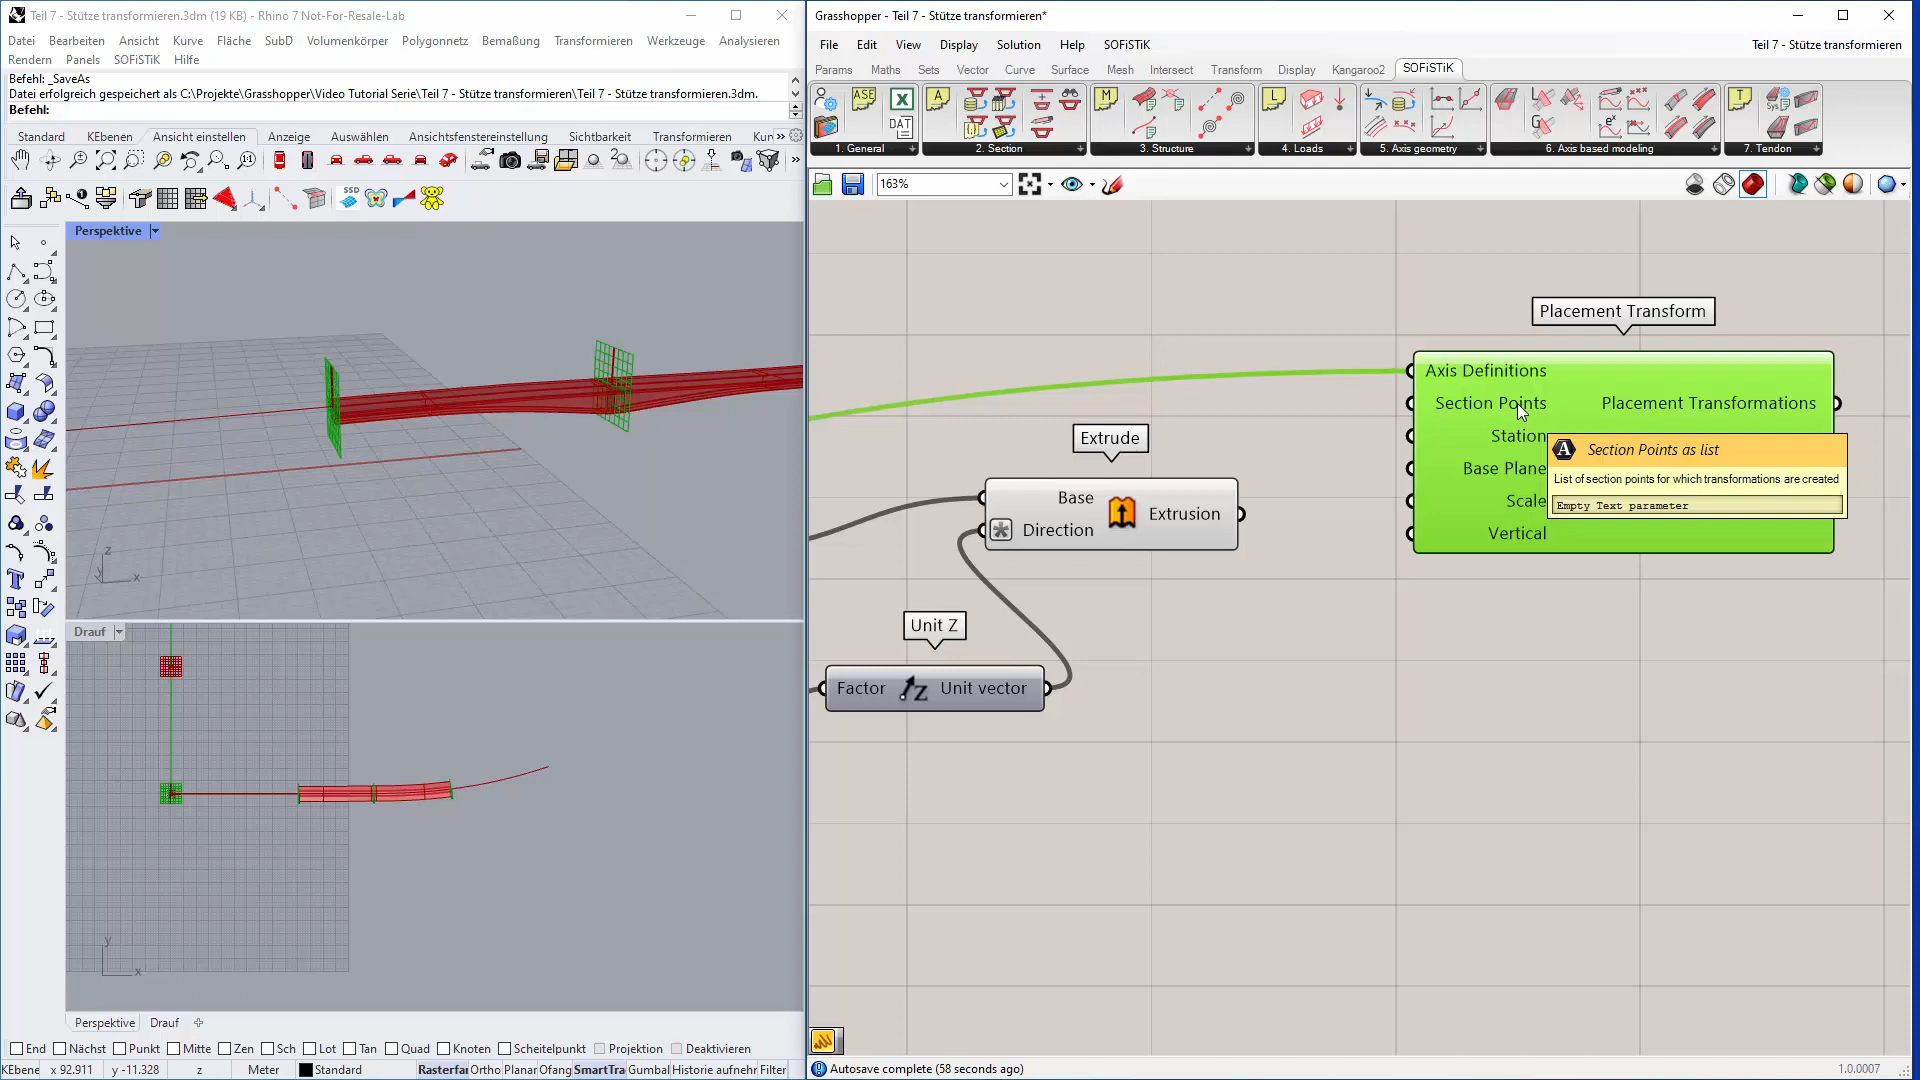 Teil 7 - Stütze transformieren.3dm (19 KB) - Rhino 7 Not-For-Resale-Lab
Datei Bearbeiten Ansicht Kurve Fläche SubD Volumenkörper Polygonnetz Bemaßung Transformieren Werkzeuge Analysieren
Rendern Panels SOFiSTiK Hilfe
Befehl: _SaveAs
Datei erfolgreich gespeichert als C:\Projekte\Grasshopper\Video Tutorial Serie\Teil 7 - Stütze transformieren\Teil 7 - Stütze transformieren.3dm.
Befehl:
Standard KEbenen Ansicht einstellen Anzeige Auswählen Ansichtsfenstereinstellung Sichtbarkeit Transformieren Kun
SSD
Perspektive
z
y
x
Drauf
y
x
Perspektive Drauf
End Nächst Punkt Mitte Zen Sch Lot Tan Quad Knoten Scheitelpunkt Projektion Deaktivieren
KEbene x 92.911 y -11.328 z Meter Standard Rasterfa Ortho Planar Ofang SmartTra Gumbal Historie aufnehr Filter
Grasshopper - Teil 7 - Stütze transformieren*
File Edit View Display Solution Help SOFiSTiK
Teil 7 - Stütze transformieren
Params Maths Sets Vector Curve Surface Mesh Intersect Transform Display Kangaroo2 SOFiSTiK
ASE
DAT
1. General 2. Section 3. Structure 4. Loads 5. Axis geometry 6. Axis based modeling 7. Tendon
163%
Placement Transform
Axis Definitions
Section Points
Placement Transformations
Station
Base Plane
Scale
Vertical
Section Points as list
List of section points for which transformations are created
Empty Text parameter
Extrude
Base
Extrusion
Direction
Unit Z
Factor
Unit vector
Autosave complete (58 seconds ago)
1.0.0007